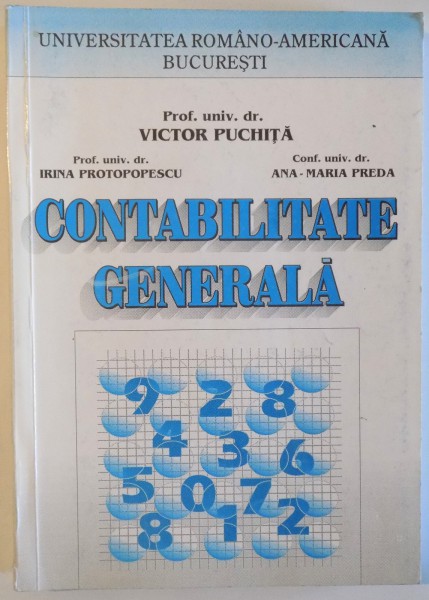 UNIVERSITATEA ROMÂNO-AMERICANĂ
BUCUREȘTI
Prof. univ. dr.
VICTOR PUCHIȚĂ
Prof. univ. dr.
IRINA PROTOPOPESCU
Conf. univ. dr.
ANA - MARIA PREDA
CONTABILITATE
GENERALĂ
9 2 8
4 3 6
5 0 7
8 1 2